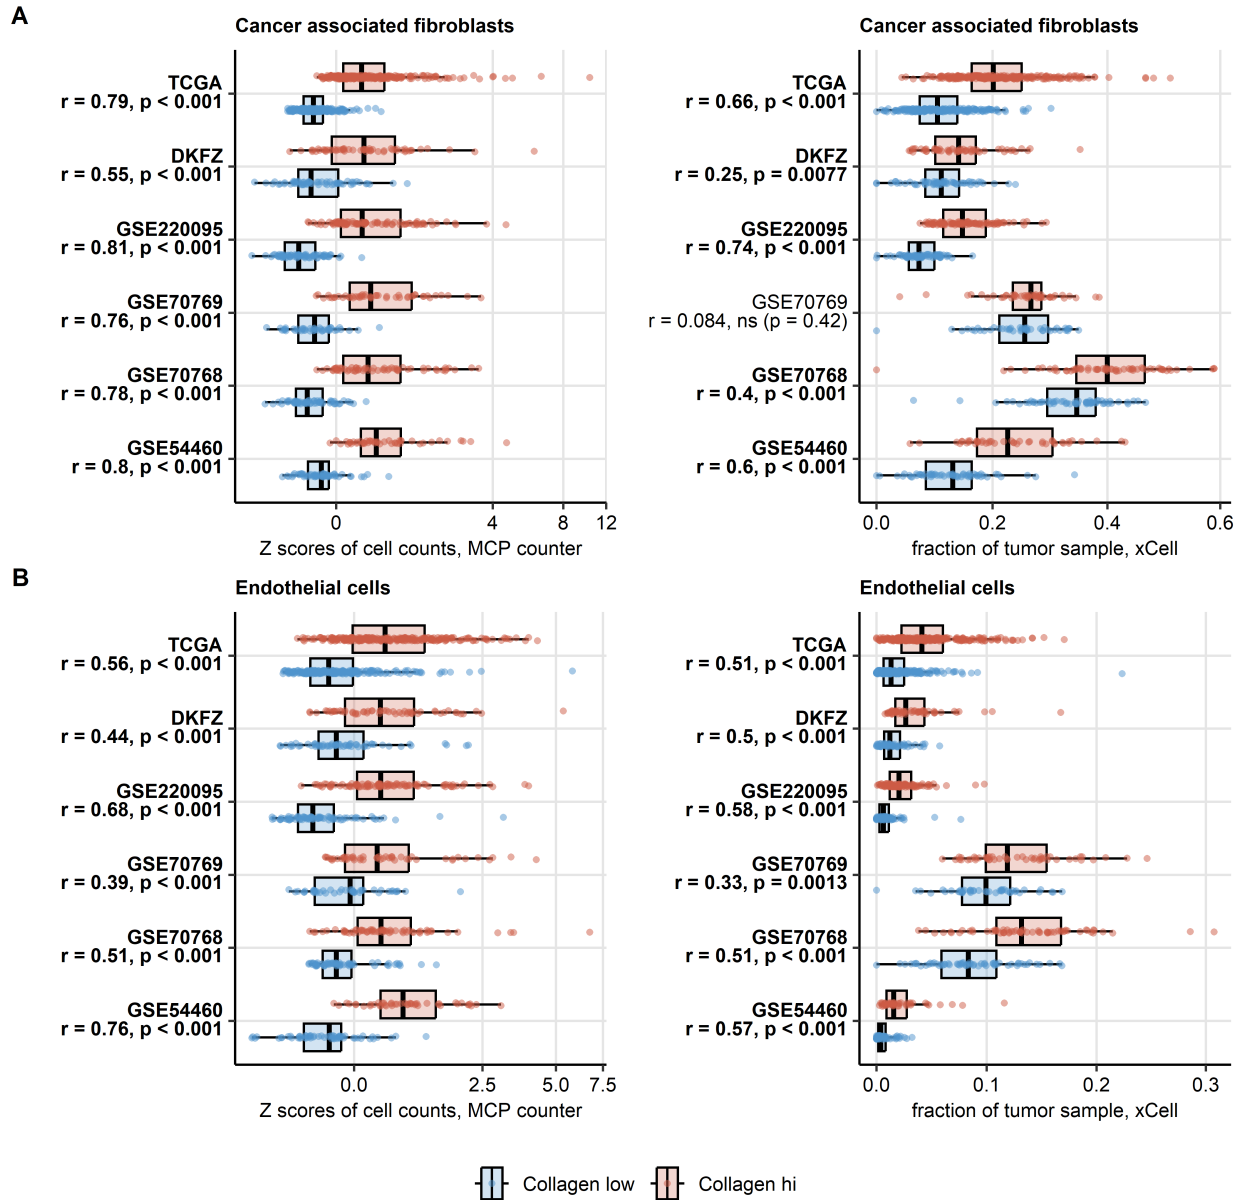 A
Cancer associated fibroblasts
TCGA
r = 0.79, p < 0.001
DKFZ
r = 0.55, p < 0.001
GSE220095
r = 0.81, p < 0.001
GSE70769
r = 0.76, p < 0.001
GSE70768
r = 0.78, p < 0.001
GSE54460
r = 0.8, p < 0.001
0 4 8 12
Z scores of cell counts, MCP counter
Cancer associated fibroblasts
TCGA
r = 0.66, p < 0.001
DKFZ
r = 0.25, p = 0.0077
GSE220095
r = 0.74, p < 0.001
GSE70769
r = 0.084, ns (p = 0.42)
GSE70768
r = 0.4, p < 0.001
GSE54460
r = 0.6, p < 0.001
0.0 0.2 0.4 0.6
fraction of tumor sample, xCell
B
Endothelial cells
TCGA
r = 0.56, p < 0.001
DKFZ
r = 0.44, p < 0.001
GSE220095
r = 0.68, p < 0.001
GSE70769
r = 0.39, p < 0.001
GSE70768
r = 0.51, p < 0.001
GSE54460
r = 0.76, p < 0.001
0.0 2.5 5.0 7.5
Z scores of cell counts, MCP counter
Endothelial cells
TCGA
r = 0.51, p < 0.001
DKFZ
r = 0.5, p < 0.001
GSE220095
r = 0.58, p < 0.001
GSE70769
r = 0.33, p = 0.0013
GSE70768
r = 0.51, p < 0.001
GSE54460
r = 0.57, p < 0.001
0.0 0.1 0.2 0.3
fraction of tumor sample, xCell
Collagen low Collagen hi